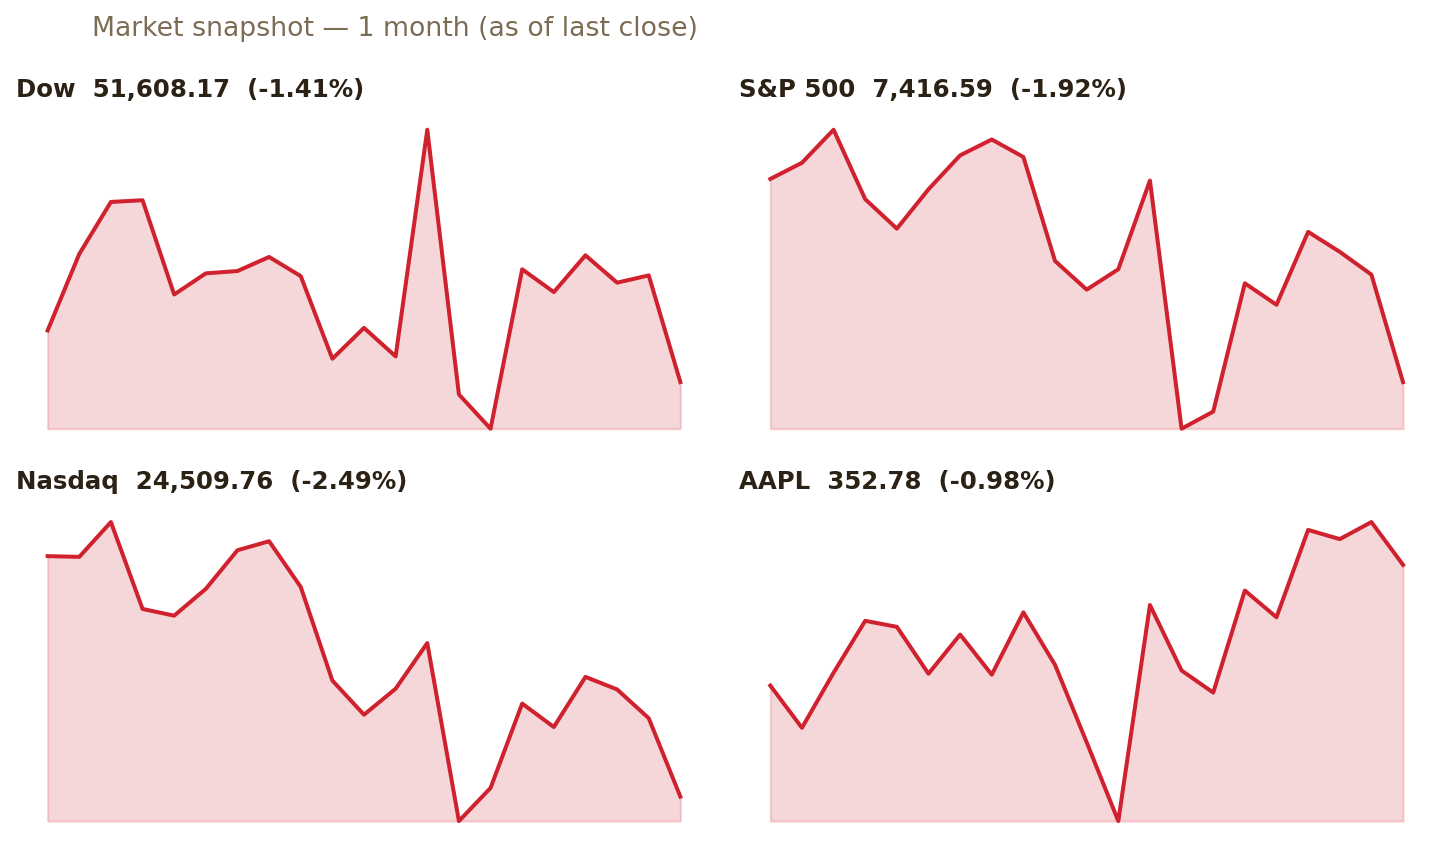 Market snapshot — 1 month (as of last close)
Dow 51,608.17 (-1.41%)
S&P 500 7,416.59 (-1.92%)
Nasdaq 24,509.76 (-2.49%)
AAPL 352.78 (-0.98%)